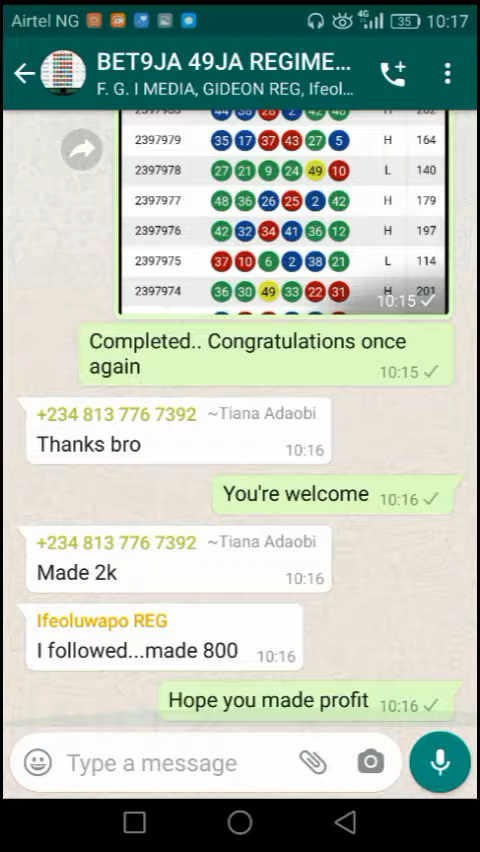 Airtel NG 4G 35 10:17
BET9JA 49JA REGIME...
F. G. I MEDIA, GIDEON REG, Ifeol...
2397979 35 17 37 43 27 5 H 164
2397978 27 21 9 24 49 10 L 140
2397977 48 36 26 25 2 42 H 179
2397976 42 32 34 41 36 12 H 197
2397975 37 10 6 2 38 21 L 114
2397974 36 30 49 33 22 31 H 201
10:15
Completed.. Congratulations once
again
10:15
+234 813 776 7392 ~Tiana Adaobi
Thanks bro
10:16
You're welcome 10:16
+234 813 776 7392 ~Tiana Adaobi
Made 2k
10:16
Ifeoluwapo REG
I followed...made 800 10:16
Hope you made profit 10:16
Type a message